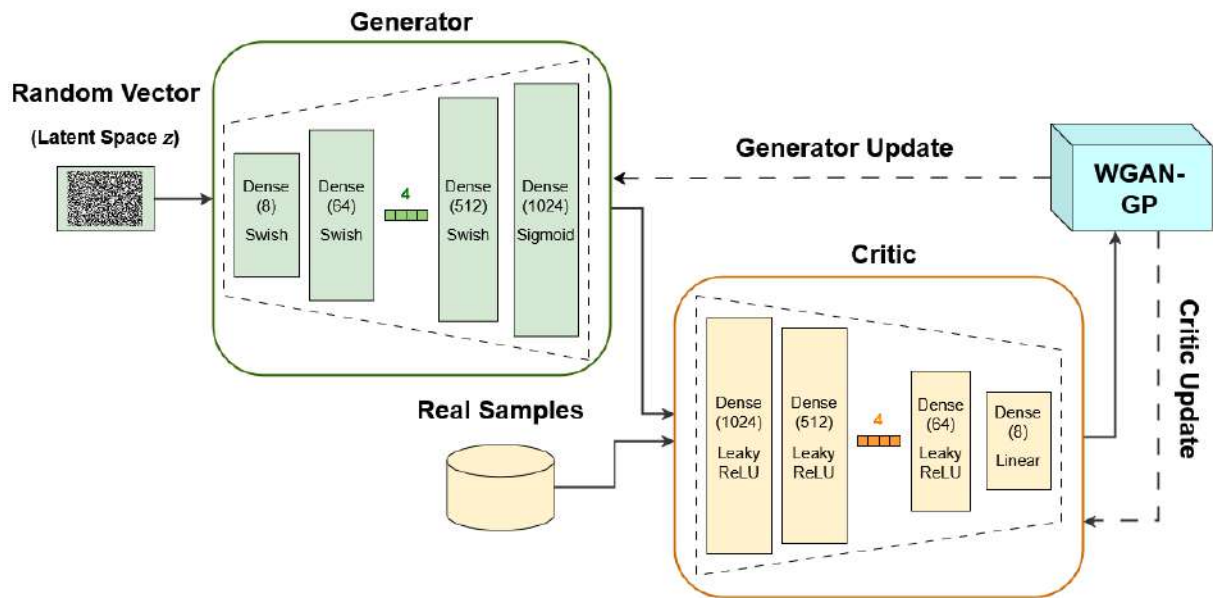 Generator
Random Vector
(Latent Space z)
Dense
(8)
Swish
Dense
(64)
Swish
4
Dense
(512)
Swish
Dense
(1024)
Sigmoid
Generator Update
WGAN-
GP
Critic
Critic Update
Real Samples
Dense
(1024)
Leaky
ReLU
Dense
(512)
Leaky
ReLU
4
Dense
(64)
Leaky
ReLU
Dense
(8)
Linear